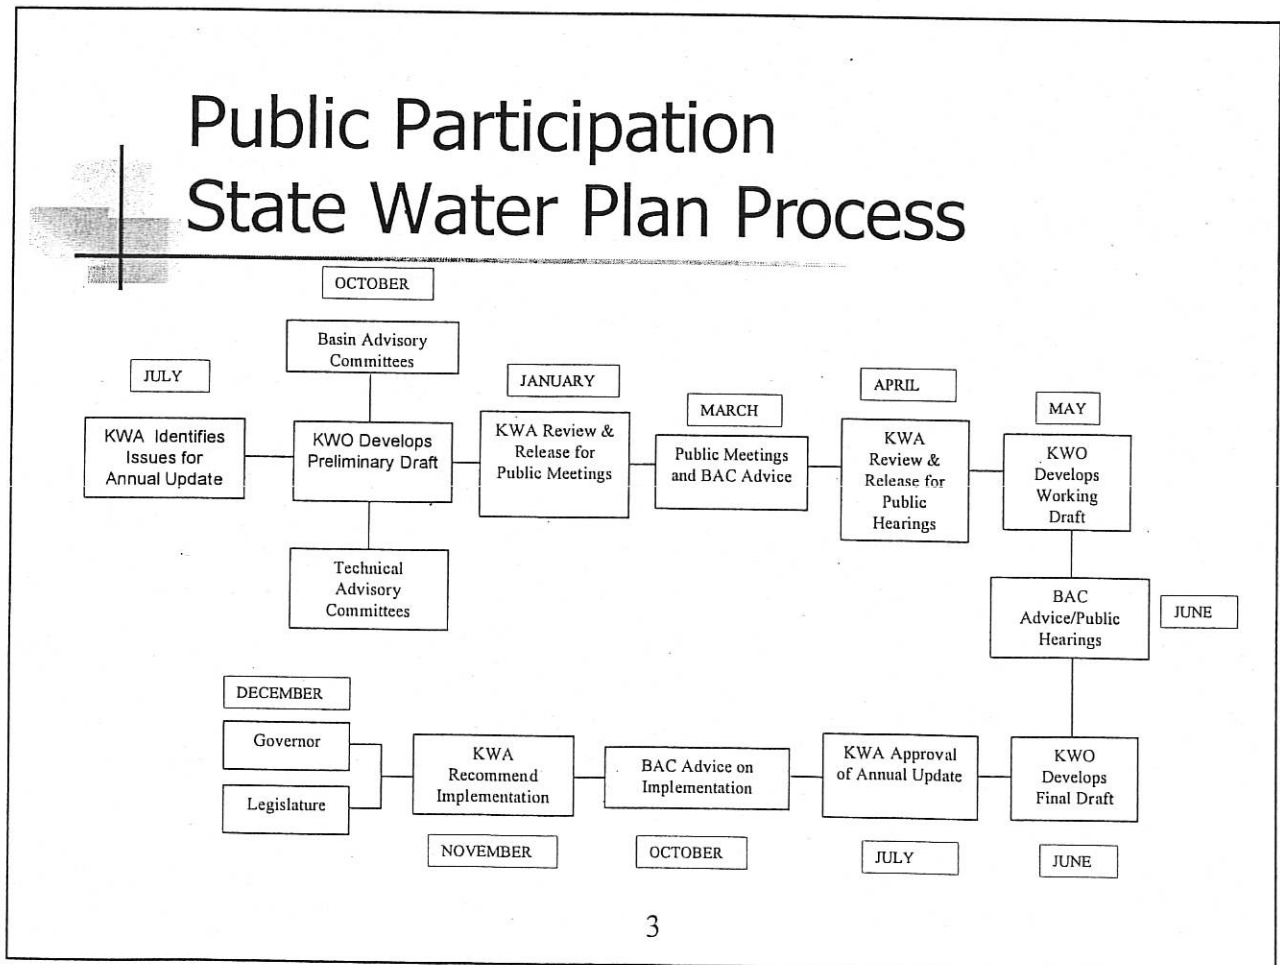 Public Participation
State Water Plan Process
OCTOBER
Basin Advisory
Committees
JULY
KWA Identifies
Issues for
Annual Update
KWO Develops
Preliminary Draft
Technical
Advisory
Committees
JANUARY
KWA Review &
Release for
Public Meetings
MARCH
Public Meetings
and BAC Advice
APRIL
KWA
Review &
Release for
Public
Hearings
MAY
KWO
Develops
Working
Draft
BAC
Advice/Public
Hearings
JUNE
KWO
Develops
Final Draft
JUNE
KWA Approval
of Annual Update
JULY
BAC Advice on
Implementation
OCTOBER
KWA
Recommend
Implementation
NOVEMBER
DECEMBER
Governor
Legislature
3